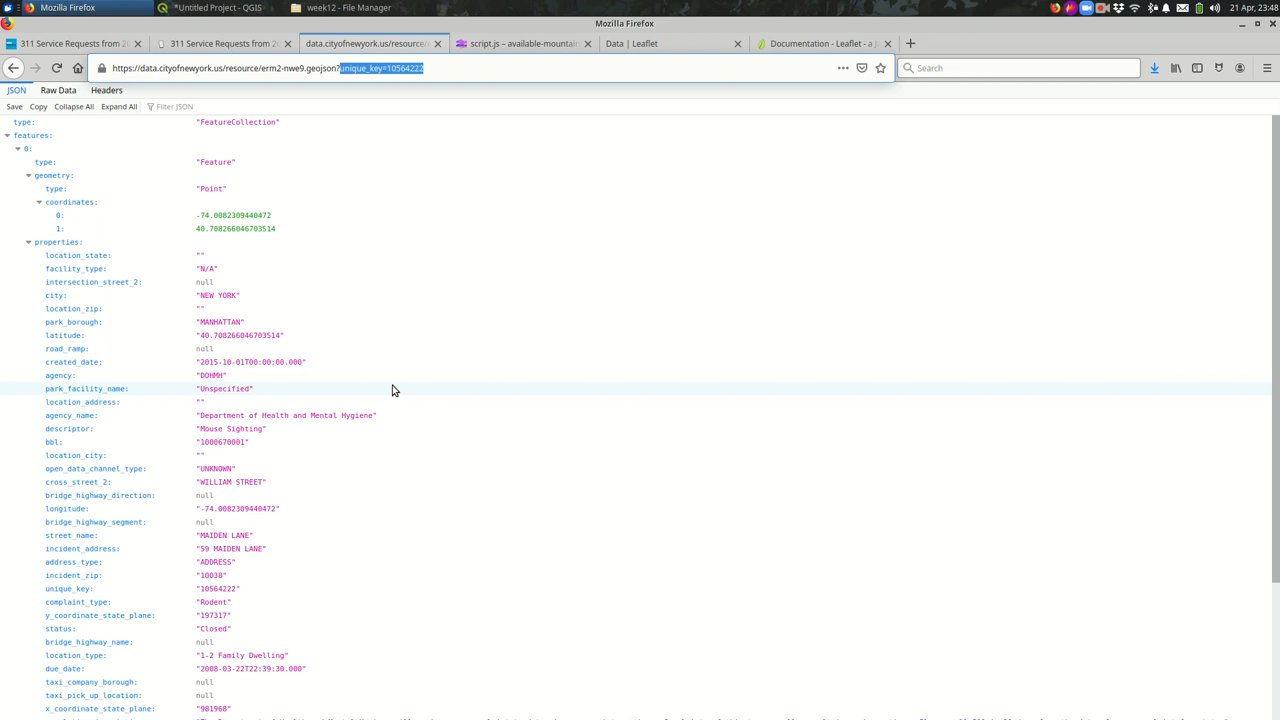 Mozilla Firefox
*Untitled Project - QGIS
week12 - File Manager
21 Apr, 23:48
Mozilla Firefox
311 Service Requests from 20
311 Service Requests from 20
data.cityofnewyork.us/resource/e
script.js – available-mountain
Data | Leaflet
Documentation - Leaflet - a J
https://data.cityofnewyork.us/resource/erm2-nwe9.geojson?unique_key=10564222
Search
JSON Raw Data Headers
Save Copy Collapse All Expand All Filter JSON
type: "FeatureCollection"
features:
0:
type: "Feature"
geometry:
type: "Point"
coordinates:
0: -74.0082309440472
1: 40.708266046703514
properties:
location_state: ""
facility_type: "N/A"
intersection_street_2: null
city: "NEW YORK"
location_zip: ""
park_borough: "MANHATTAN"
latitude: "40.708266046703514"
road_ramp: null
created_date: "2015-10-01T00:00:00.000"
agency: "DOHMH"
park_facility_name: "Unspecified"
location_address: ""
agency_name: "Department of Health and Mental Hygiene"
descriptor: "Mouse Sighting"
bbl: "1000670001"
location_city: ""
open_data_channel_type: "UNKNOWN"
cross_street_2: "WILLIAM STREET"
bridge_highway_direction: null
longitude: "-74.0082309440472"
bridge_highway_segment: null
street_name: "MAIDEN LANE"
incident_address: "59 MAIDEN LANE"
address_type: "ADDRESS"
incident_zip: "10038"
unique_key: "10564222"
complaint_type: "Rodent"
y_coordinate_state_plane: "197317"
status: "Closed"
bridge_highway_name: null
location_type: "1-2 Family Dwelling"
due_date: "2008-03-22T22:39:30.000"
taxi_company_borough: null
taxi_pick_up_location: null
x_coordinate_state_plane: "981968"